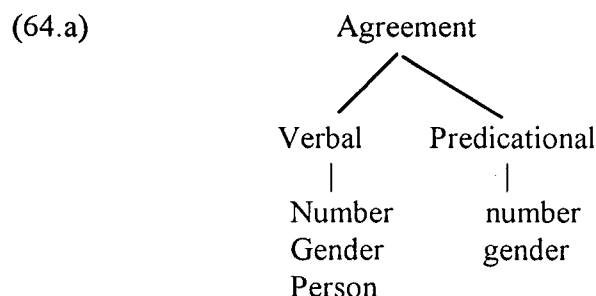 (64.a) Agreement
Verbal Predicational
Number number
Gender gender
Person